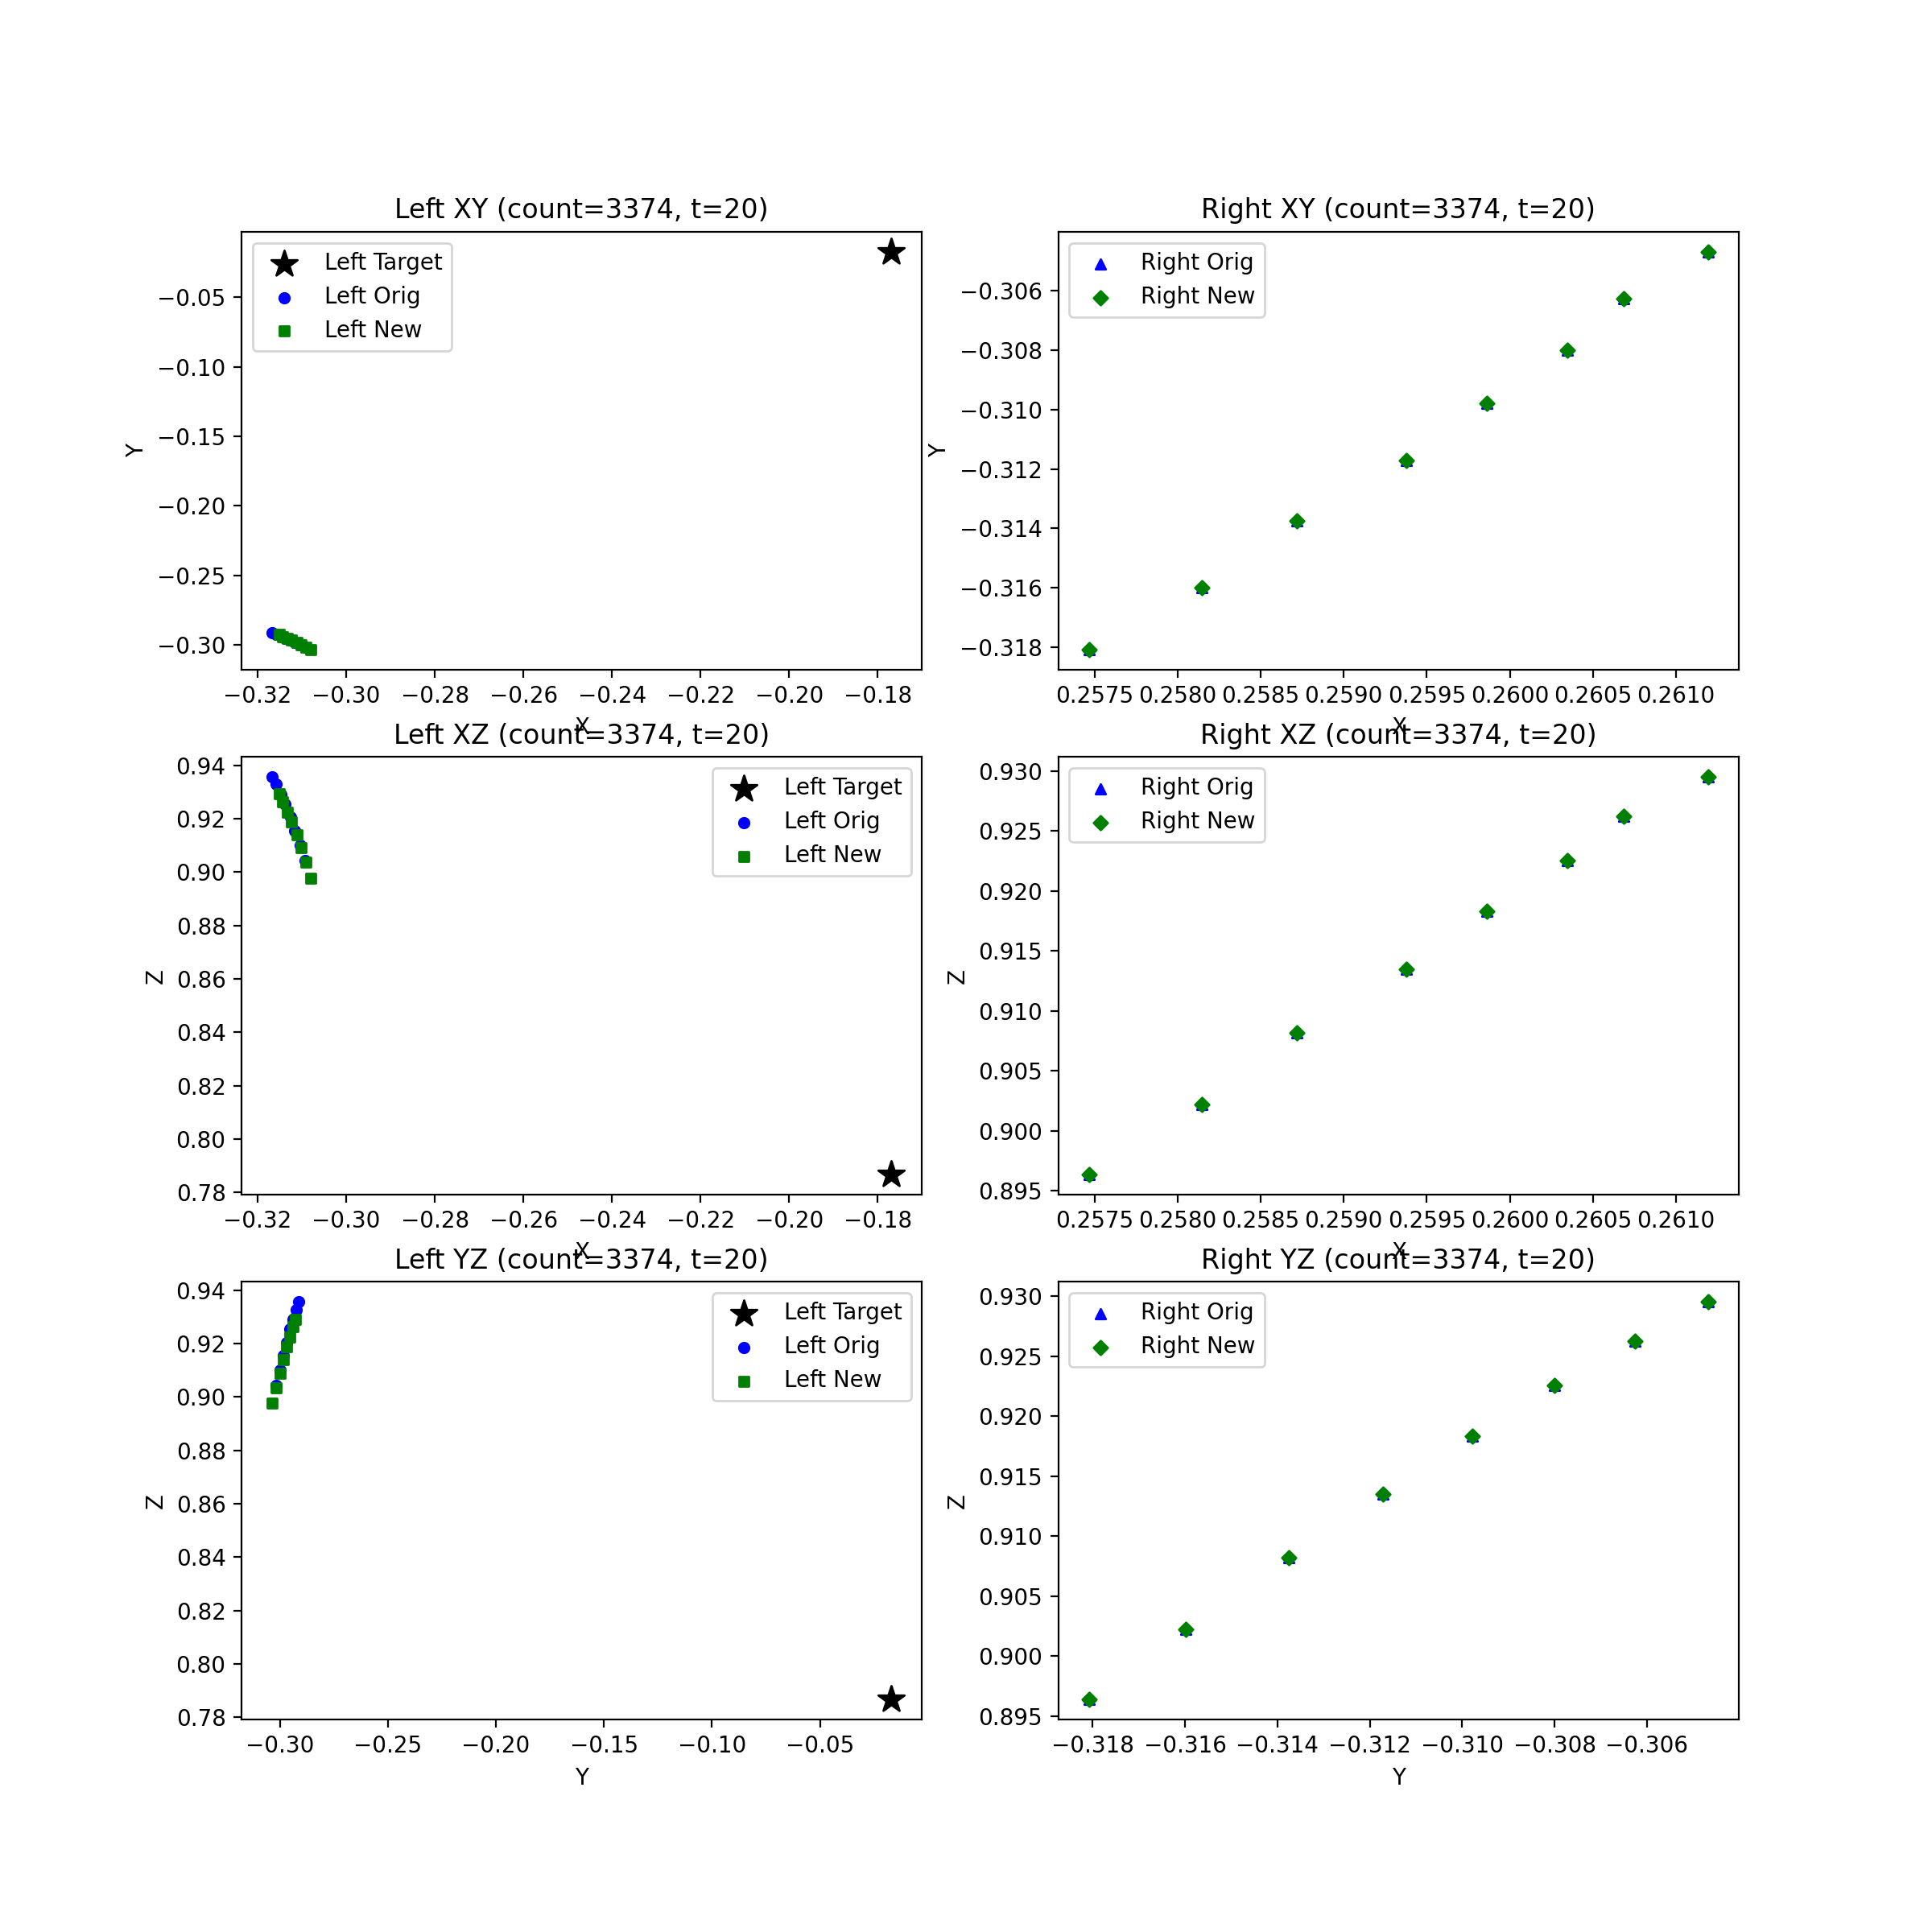 Left XY (count=3374, t=20)
Left Target
Left Orig
Left New
Y
−0.05
−0.10
−0.15
−0.20
−0.25
−0.30
−0.32 −0.30 −0.28 −0.26 −0.24 −0.22 −0.20 −0.18
X
Right XY (count=3374, t=20)
Right Orig
Right New
Y
−0.306
−0.308
−0.310
−0.312
−0.314
−0.316
−0.318
0.2575 0.2580 0.2585 0.2590 0.2595 0.2600 0.2605 0.2610
X
Left XZ (count=3374, t=20)
Left Target
Left Orig
Left New
Z
0.94
0.92
0.90
0.88
0.86
0.84
0.82
0.80
0.78
−0.32 −0.30 −0.28 −0.26 −0.24 −0.22 −0.20 −0.18
X
Right XZ (count=3374, t=20)
Right Orig
Right New
Z
0.930
0.925
0.920
0.915
0.910
0.905
0.900
0.895
0.2575 0.2580 0.2585 0.2590 0.2595 0.2600 0.2605 0.2610
X
Left YZ (count=3374, t=20)
Left Target
Left Orig
Left New
Z
0.94
0.92
0.90
0.88
0.86
0.84
0.82
0.80
0.78
−0.30 −0.25 −0.20 −0.15 −0.10 −0.05
Y
Right YZ (count=3374, t=20)
Right Orig
Right New
Z
0.930
0.925
0.920
0.915
0.910
0.905
0.900
0.895
−0.318 −0.316 −0.314 −0.312 −0.310 −0.308 −0.306
Y